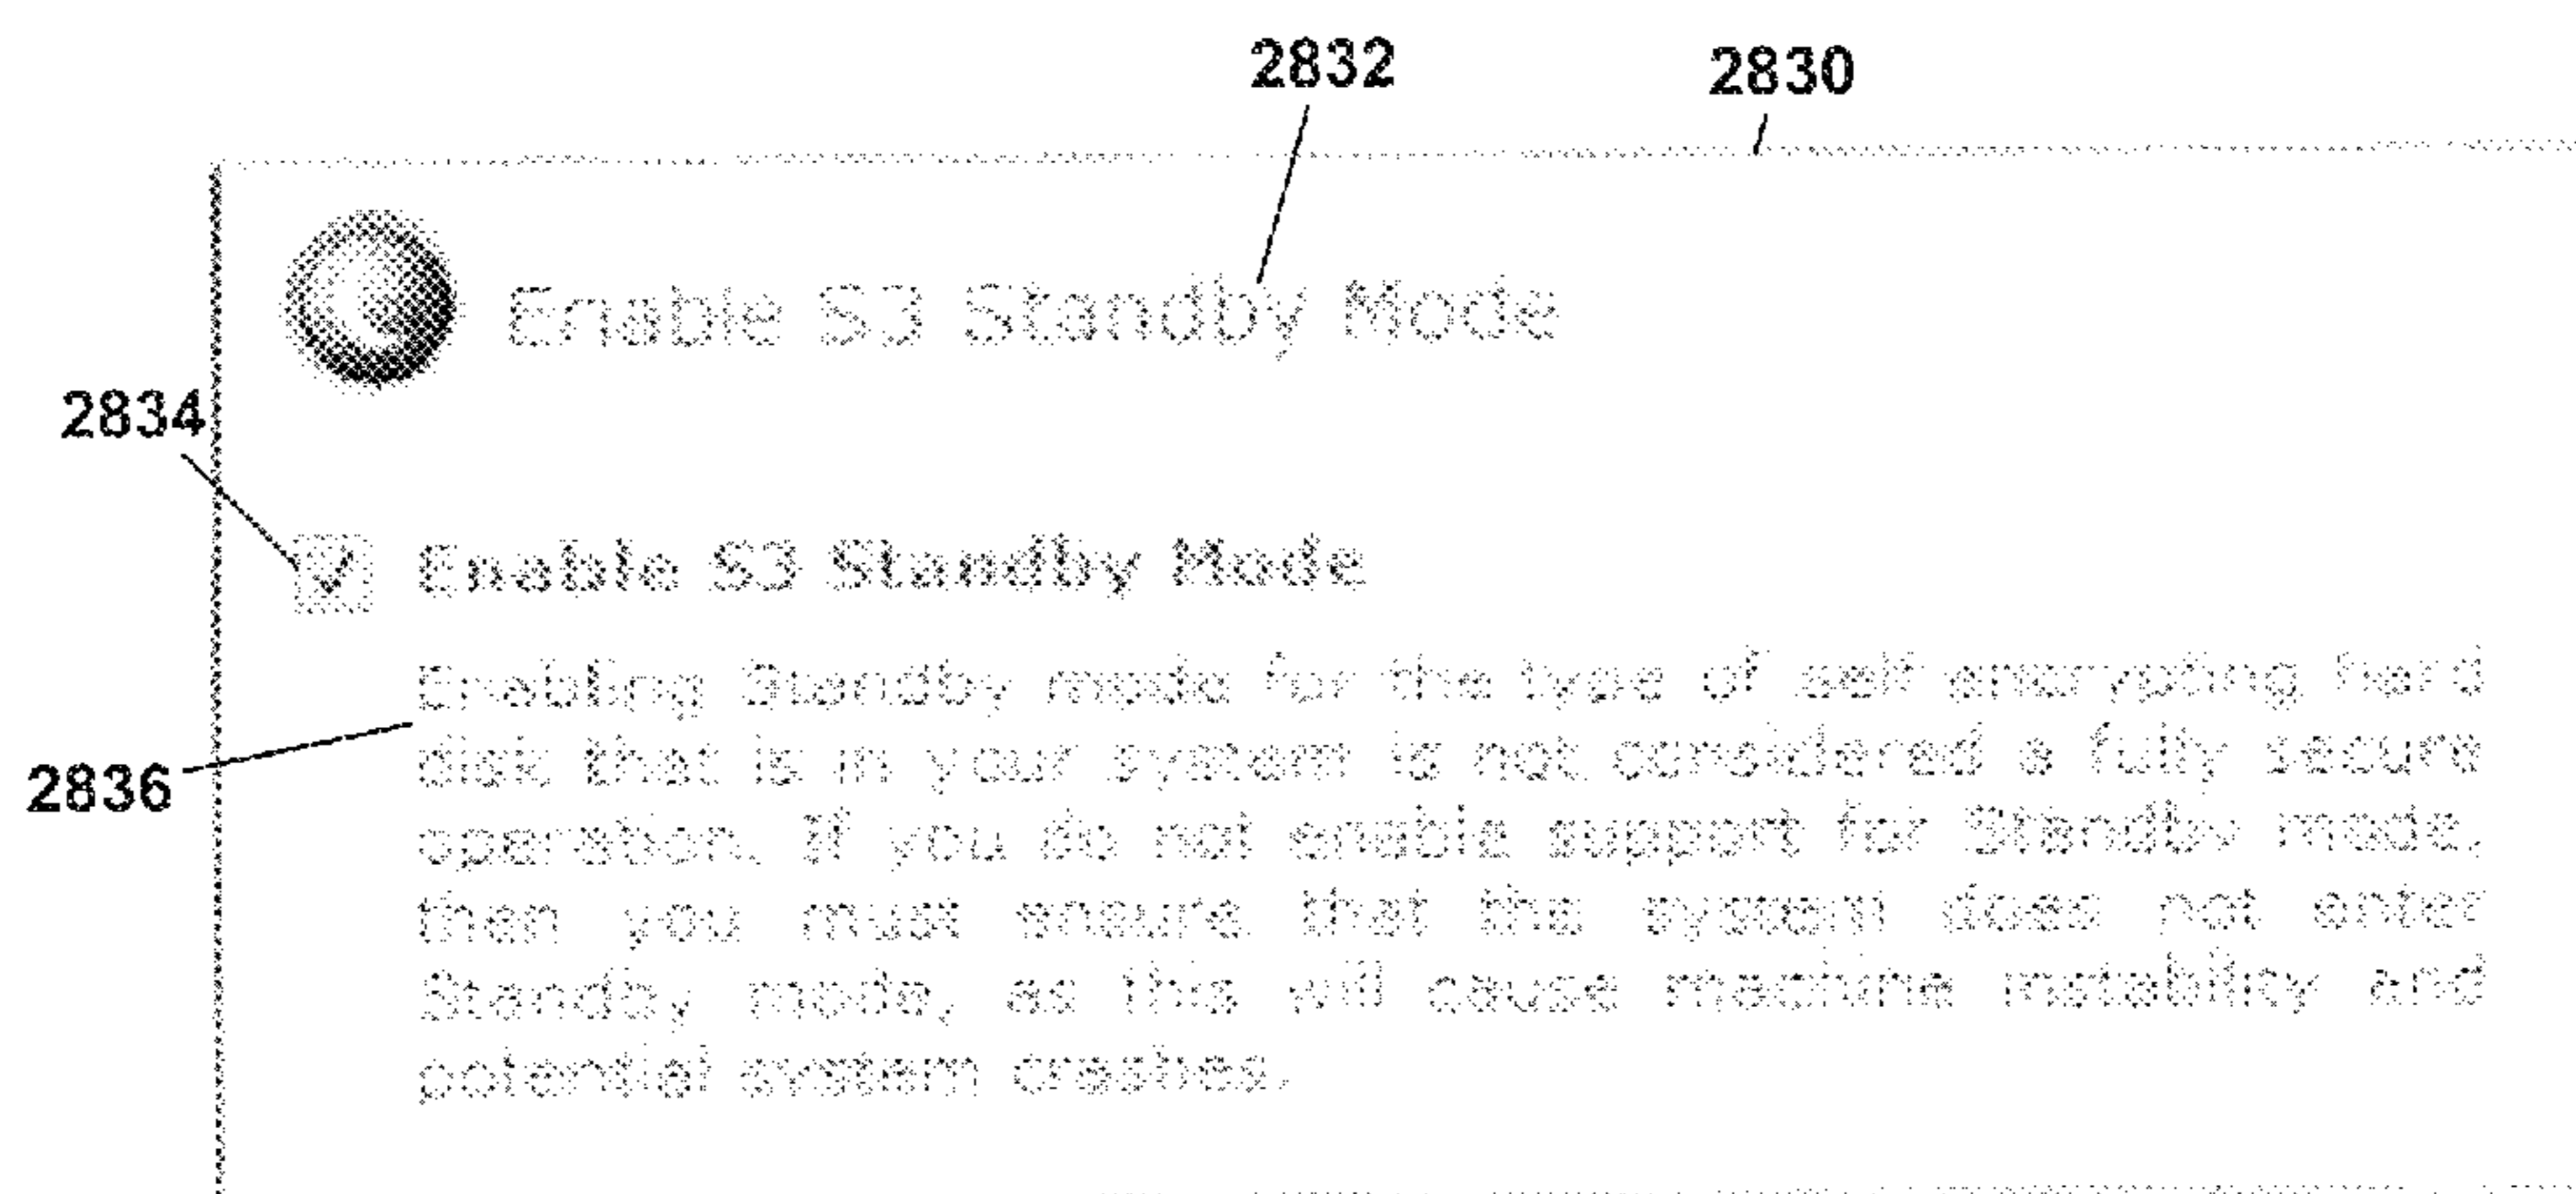 2832 2830
Enable S3 Standby Mode
2834
Enable S3 Standby Mode
Enabling Standby mode for the type of self encrypting hard
disk that is in your system is not considered a fully secure
2836
operation. If you do not enable support for Standby mode,
then you must ensure that the system does not enter
Standby mode, as this will cause machine instability and
potential system crashes.